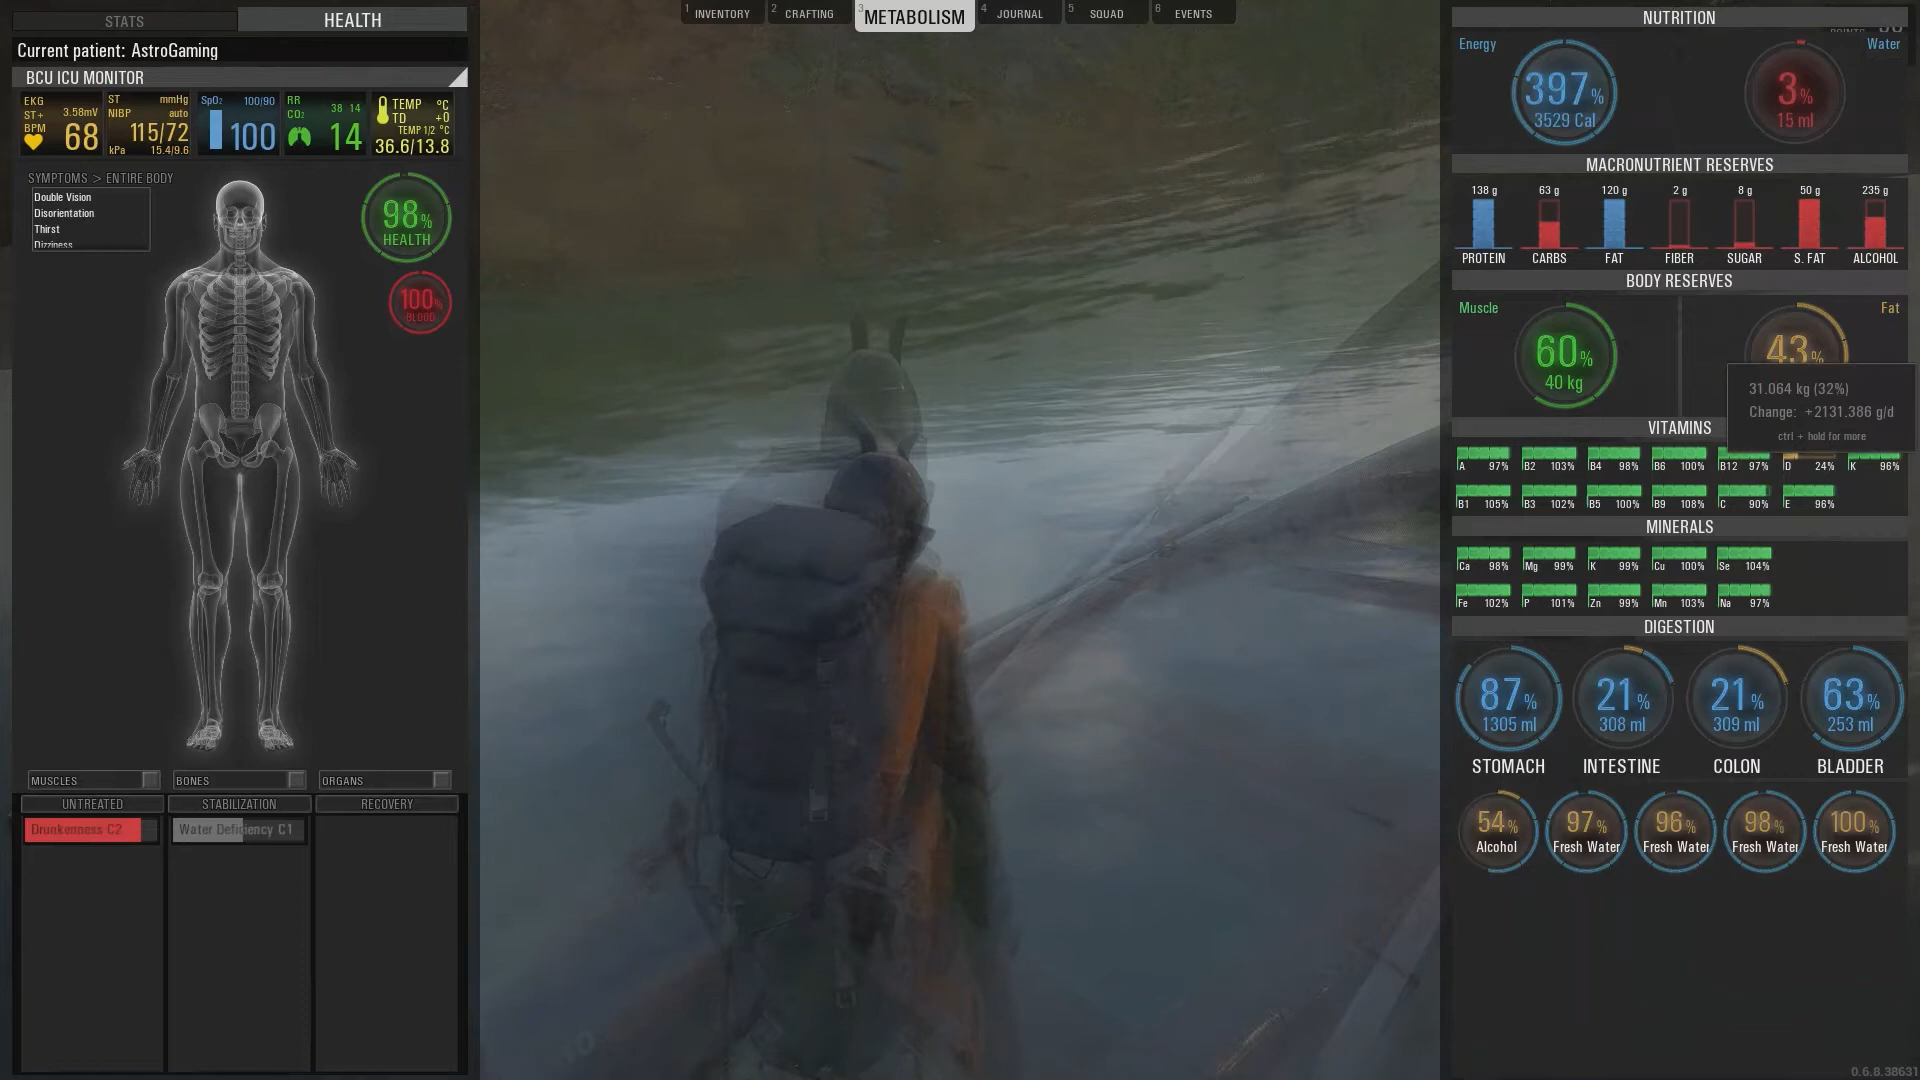 STATS
HEALTH
1 INVENTORY
2 CRAFTING
3 METABOLISM
4 JOURNAL
5 SQUAD
6 EVENTS
Current patient: AstroGaming
BCU ICU MONITOR
EKG
ST+ 3.58mV
BPM
68
ST mmHg
NIBP auto
115/72
kPa 15.4/9.6
SpO₂ 100/90
100
RR 38 14
CO₂
14
TEMP °C
TD +0
TEMP 1/2 °C
36.6/13.8
SYMPTOMS > ENTIRE BODY
Double Vision
Disorientation
Thirst
Dizziness
98%
HEALTH
100%
BLOOD
MUSCLES
BONES
ORGANS
UNTREATED
STABILIZATION
RECOVERY
Drunkenness C2
Water Deficiency C1
NUTRITION
Energy
397%
3529 Cal
Water
3%
15 ml
MACRONUTRIENT RESERVES
138 g 63 g 120 g 2 g 8 g 50 g 235 g
PROTEIN CARBS FAT FIBER SUGAR S. FAT ALCOHOL
BODY RESERVES
Muscle
60%
40 kg
Fat
43%
31.064 kg (32%)
Change: +2131.386 g/d
ctrl + hold for more
VITAMINS
A 97% B2 103% B4 98% B6 100% B12 97% D 24% K 96%
B1 105% B3 102% B5 100% B9 108% C 90% E 96%
MINERALS
Ca 98% Mg 99% K 99% Cu 100% Se 104%
Fe 102% P 101% Zn 99% Mn 103% Na 97%
DIGESTION
87% 21% 21% 63%
1305 ml 308 ml 309 ml 253 ml
STOMACH INTESTINE COLON BLADDER
54% 97% 96% 98% 100%
Alcohol Fresh Water Fresh Water Fresh Water Fresh Water
0.6.8.38631